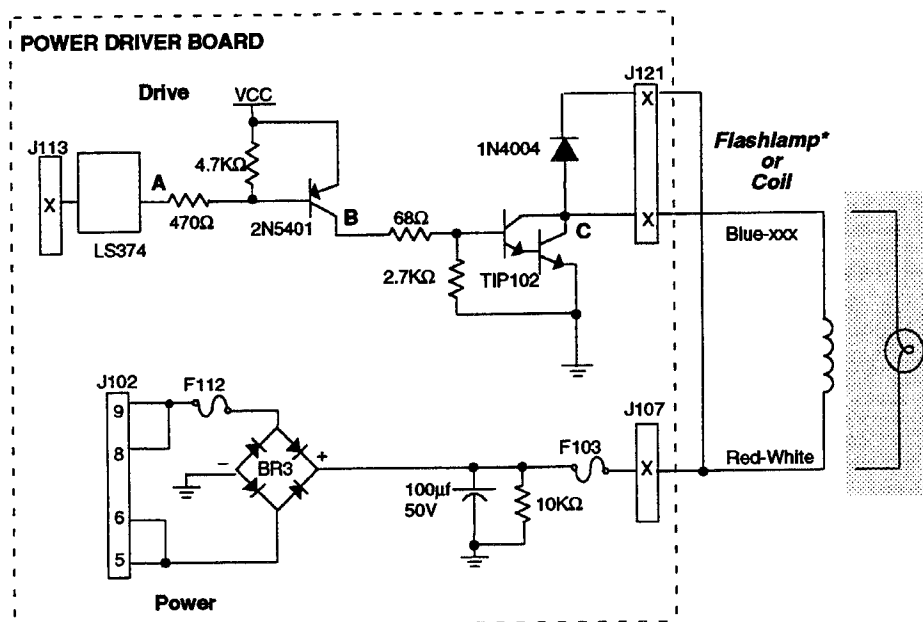 POWER DRIVER BOARD
Drive
VCC
J121
X
J113
X
4.7KΩ
1N4004
Flashlamp*
or
Coil
A
470Ω
LS374
2N5401
B
68Ω
X
C
Blue-xxx
2.7KΩ
TIP102
J102
F112
9
8
BR3
–
+
6
5
100µf
50V
10KΩ
F103
J107
X
Red-White
Power